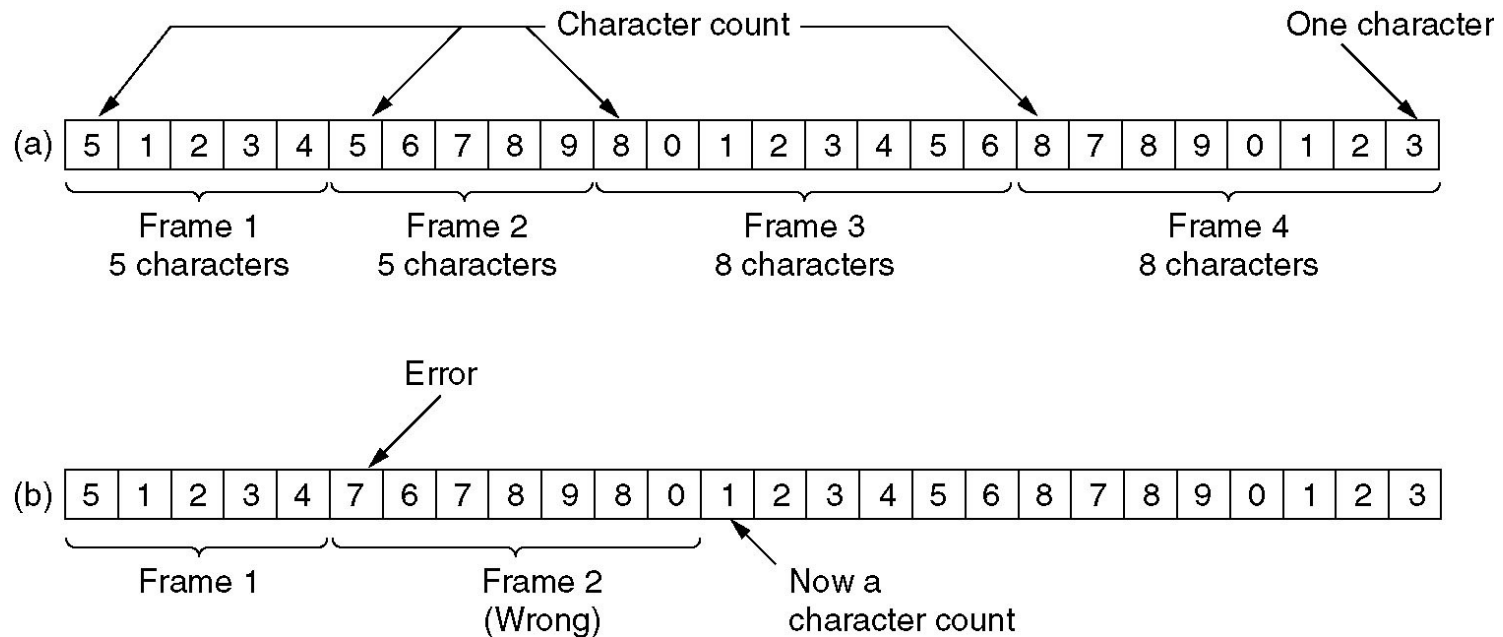 Character count
One character
(a) 5 1 2 3 4 5 6 7 8 9 8 0 1 2 3 4 5 6 8 7 8 9 0 1 2 3
Frame 1
5 characters
Frame 2
5 characters
Frame 3
8 characters
Frame 4
8 characters
Error
(b) 5 1 2 3 4 7 6 7 8 9 8 0 1 2 3 4 5 6 8 7 8 9 0 1 2 3
Frame 1
Frame 2
(Wrong)
Now a
character count